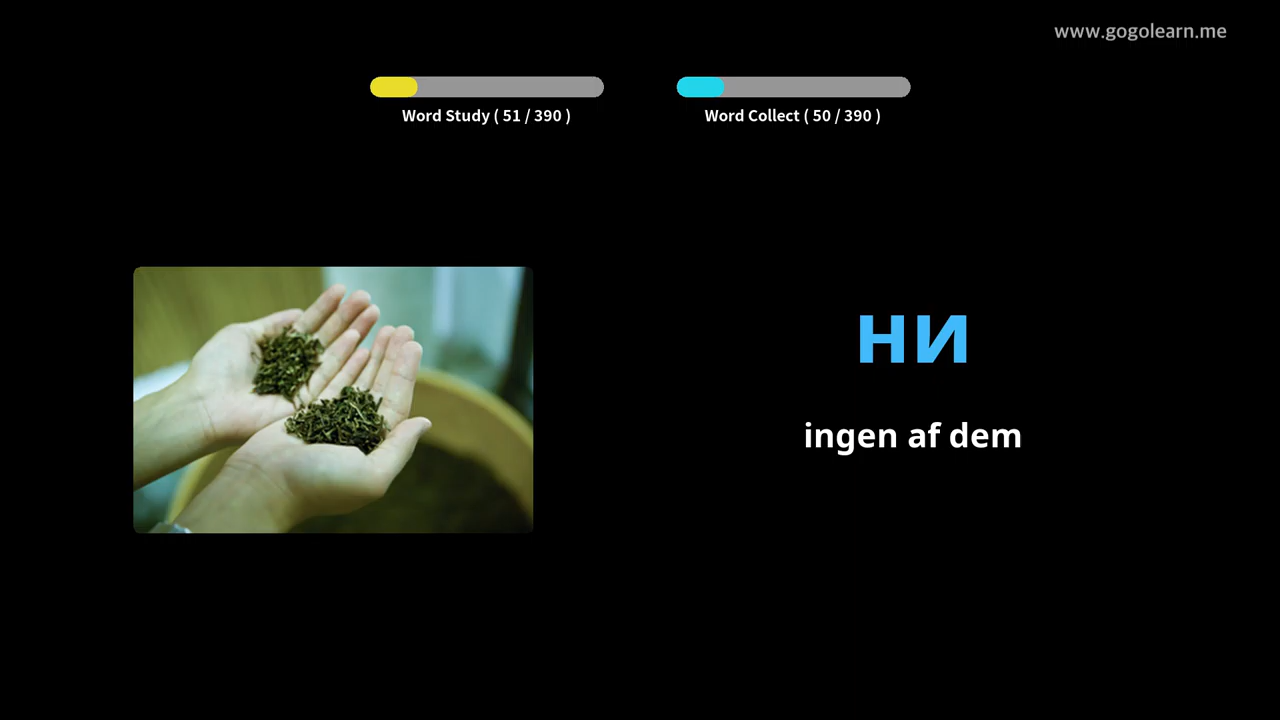 www.gogolearn.me
Word Study ( 51 / 390 )
Word Collect ( 50 / 390 )
ни
ingen af dem